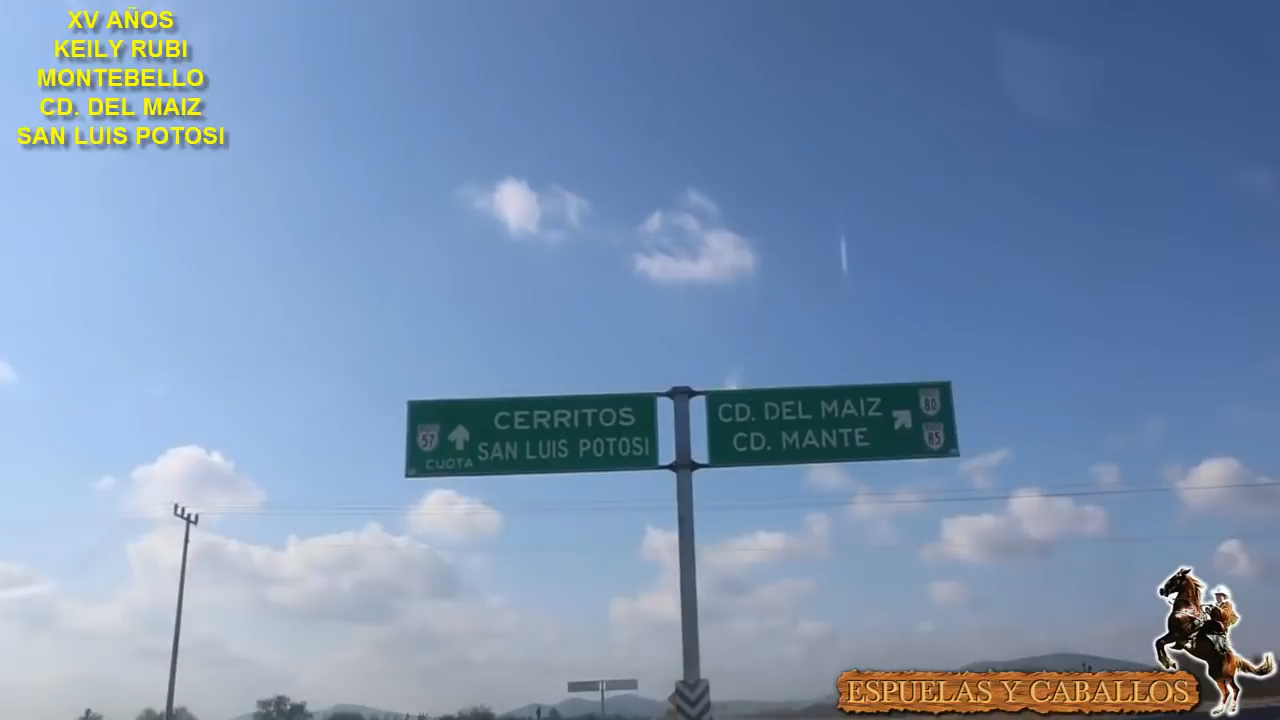 XV AÑOS
KEILY RUBI
MONTEBELLO
CD. DEL MAIZ
SAN LUIS POTOSI
57
CERRITOS
SAN LUIS POTOSI
CUOTA
CD. DEL MAIZ
CD. MANTE
80
85
ESPUELAS Y CABALLOS